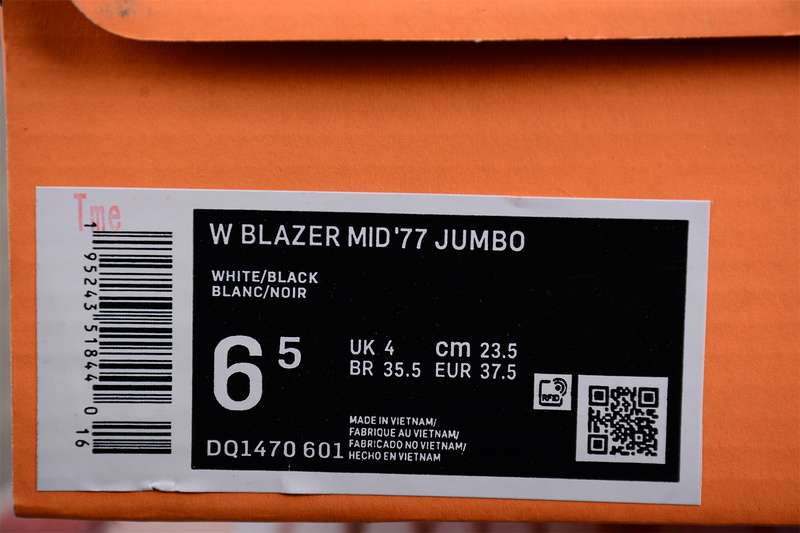 Tme
1 95243 51844 0 16
W BLAZER MID '77 JUMBO
WHITE/BLACK
BLANC/NOIR
6 5
UK 4 cm 23.5
BR 35.5 EUR 37.5
RFID
MADE IN VIETNAM/
FABRIQUE AU VIETNAM/
FABRICADO NO VIETNAM/
HECHO EN VIETNAM
DQ1470 601